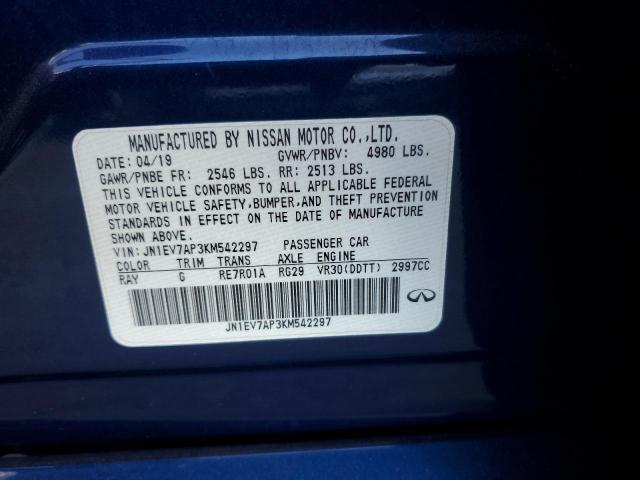 MANUFACTURED BY NISSAN MOTOR CO.,LTD.
DATE: 04/19 GVWR/PNBV: 4980 LBS.
GAWR/PNBE FR: 2546 LBS. RR: 2513 LBS.
THIS VEHICLE CONFORMS TO ALL APPLICABLE FEDERAL
MOTOR VEHICLE SAFETY,BUMPER,AND THEFT PREVENTION
STANDARDS IN EFFECT ON THE DATE OF MANUFACTURE
SHOWN ABOVE.
VIN: JN1EV7AP3KM542297 PASSENGER CAR
COLOR TRIM TRANS AXLE ENGINE
RAY G RE7R01A RG29 VR30(DDTT) 2997CC
JN1EV7AP3KM542297